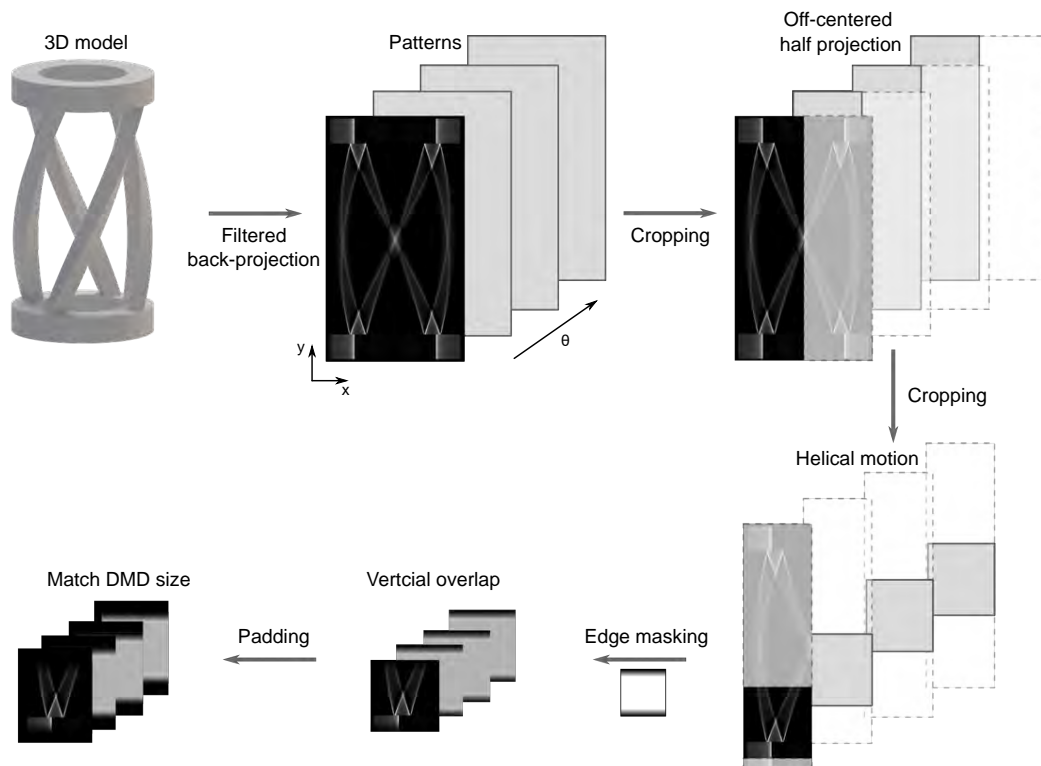 3D model
Patterns
Off-centered
half projection
Filtered
back-projection
Cropping
θ
y
x
Cropping
Helical motion
Match DMD size
Vertcial overlap
Padding
Edge masking